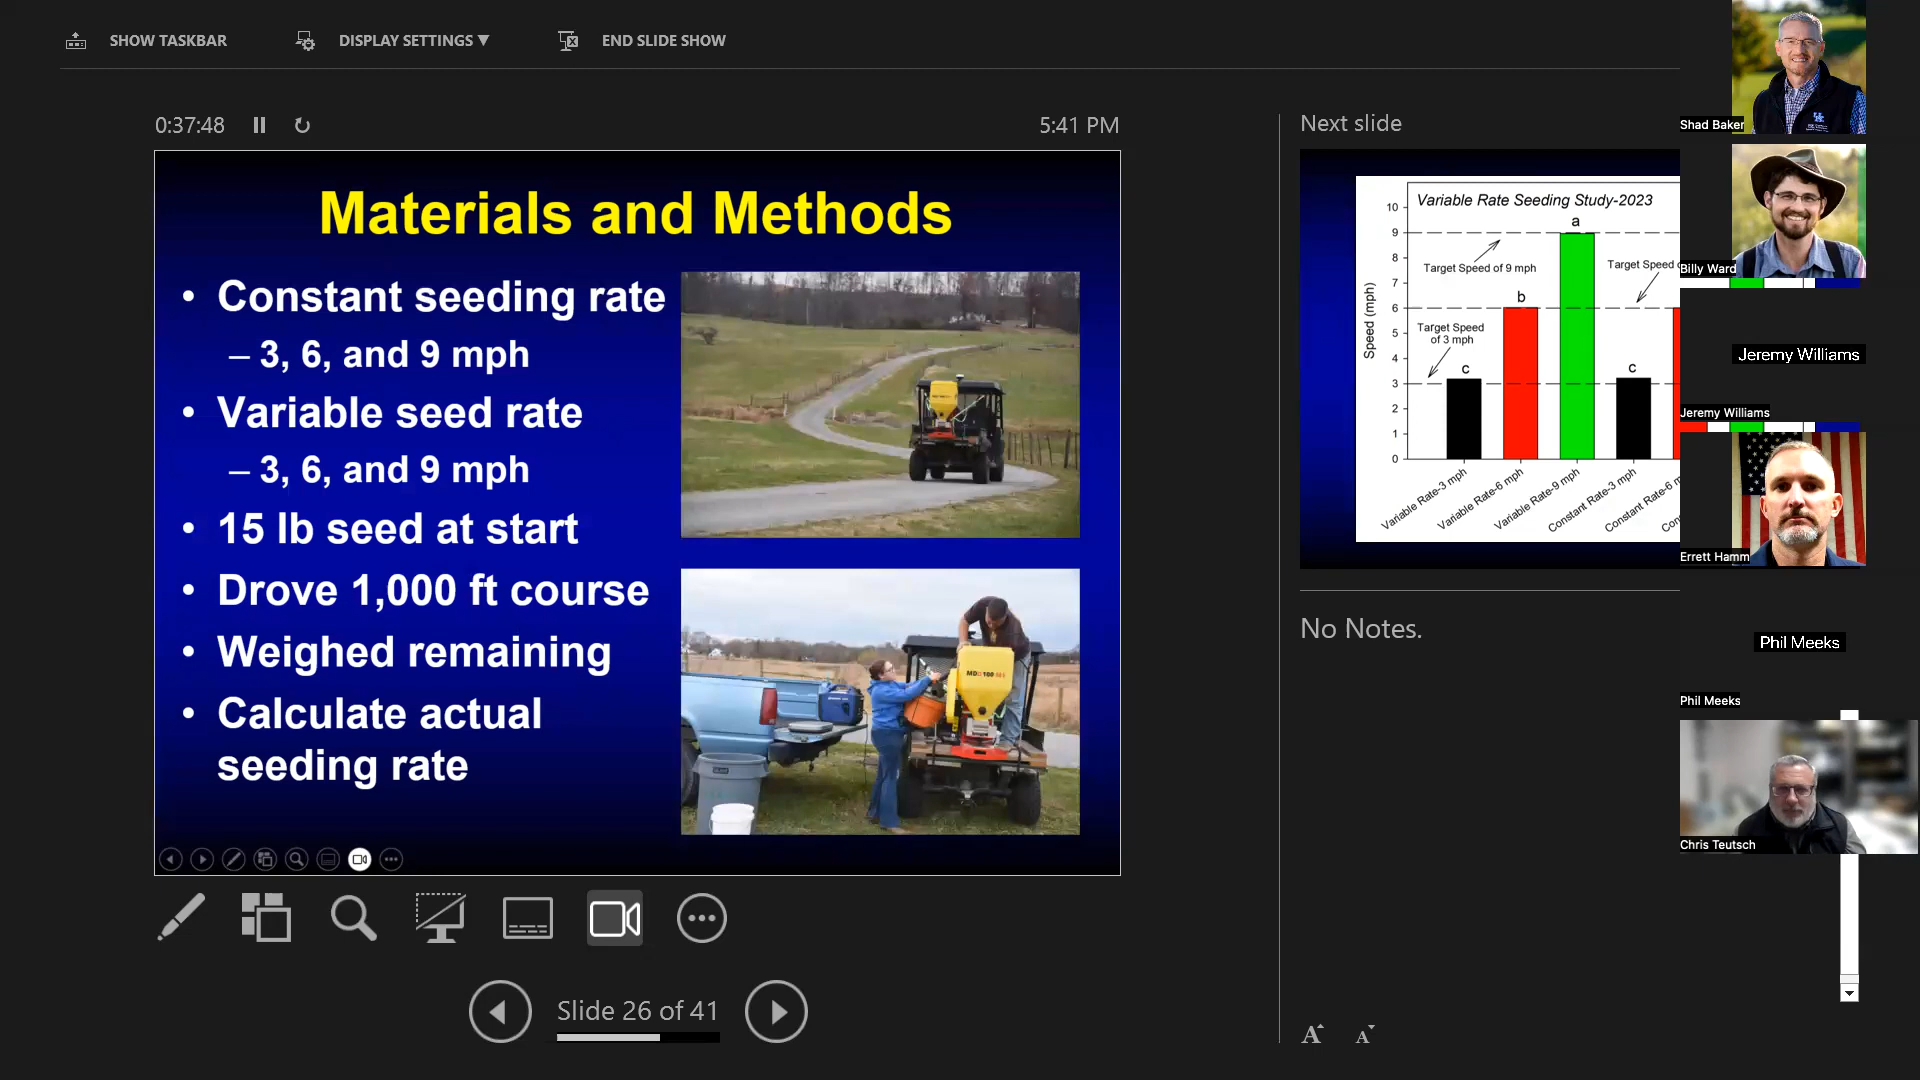 SHOW TASKBAR
DISPLAY SETTINGS ▼
END SLIDE SHOW
0:37:48
5:41 PM
Materials and Methods
• Constant seeding rate
– 3, 6, and 9 mph
• Variable seed rate
– 3, 6, and 9 mph
• 15 lb seed at start
• Drove 1,000 ft course
• Weighed remaining
• Calculate actual
seeding rate
Slide 26 of 41
Next slide
Variable Rate Seeding Study-2023
Speed (mph)
10
9
8
7
6
5
4
3
2
1
0
Target Speed of 9 mph
Target Speed
Target Speed
of 3 mph
a
b
c
c
Variable Rate-3 mph
Variable Rate-6 mph
Variable Rate-9 mph
Constant Rate-3 mph
Constant Rate-6 m
No Notes.
A
A
Shad Baker
Billy Ward
Jeremy Williams
Jeremy Williams
Errett Hamm
Phil Meeks
Phil Meeks
Chris Teutsch